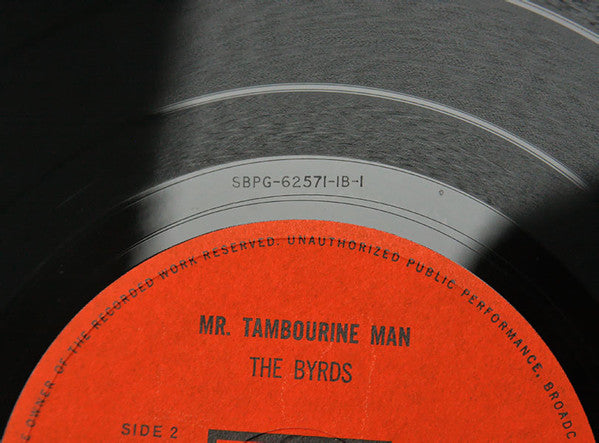 SBPG-62571-1B-1
OWNER OF THE RECORDED WORK RESERVED. UNAUTHORIZED PUBLIC PERFORMANCE, BROADC
MR. TAMBOURINE MAN
THE BYRDS
SIDE 2